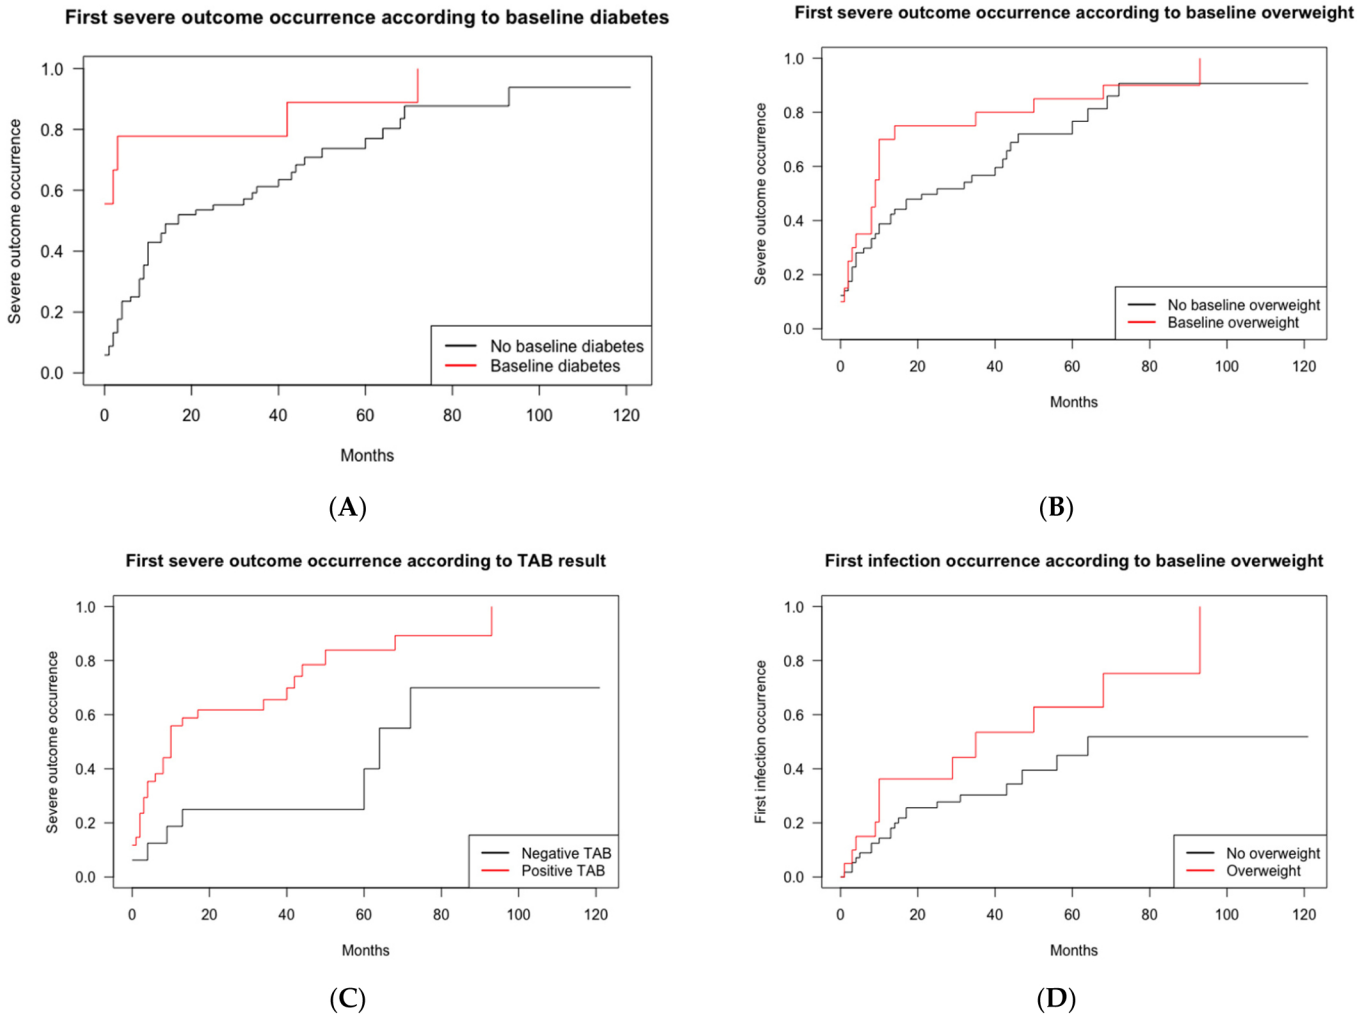 First severe outcome occurrence according to baseline diabetes
Severe outcome occurrence
1.0
0.8
0.6
0.4
0.2
0.0
No baseline diabetes
Baseline diabetes
0 20 40 60 80 100 120
Months
(A)
First severe outcome occurrence according to baseline overweight
Severe outcome occurrence
1.0
0.8
0.6
0.4
0.2
0.0
No baseline overweight
Baseline overweight
0 20 40 60 80 100 120
Months
(B)
First severe outcome occurrence according to TAB result
Severe outcome occurrence
1.0
0.8
0.6
0.4
0.2
0.0
Negative TAB
Positive TAB
0 20 40 60 80 100 120
Months
(C)
First infection occurrence according to baseline overweight
First infection occurrence
1.0
0.8
0.6
0.4
0.2
0.0
No overweight
Overweight
0 20 40 60 80 100 120
Months
(D)